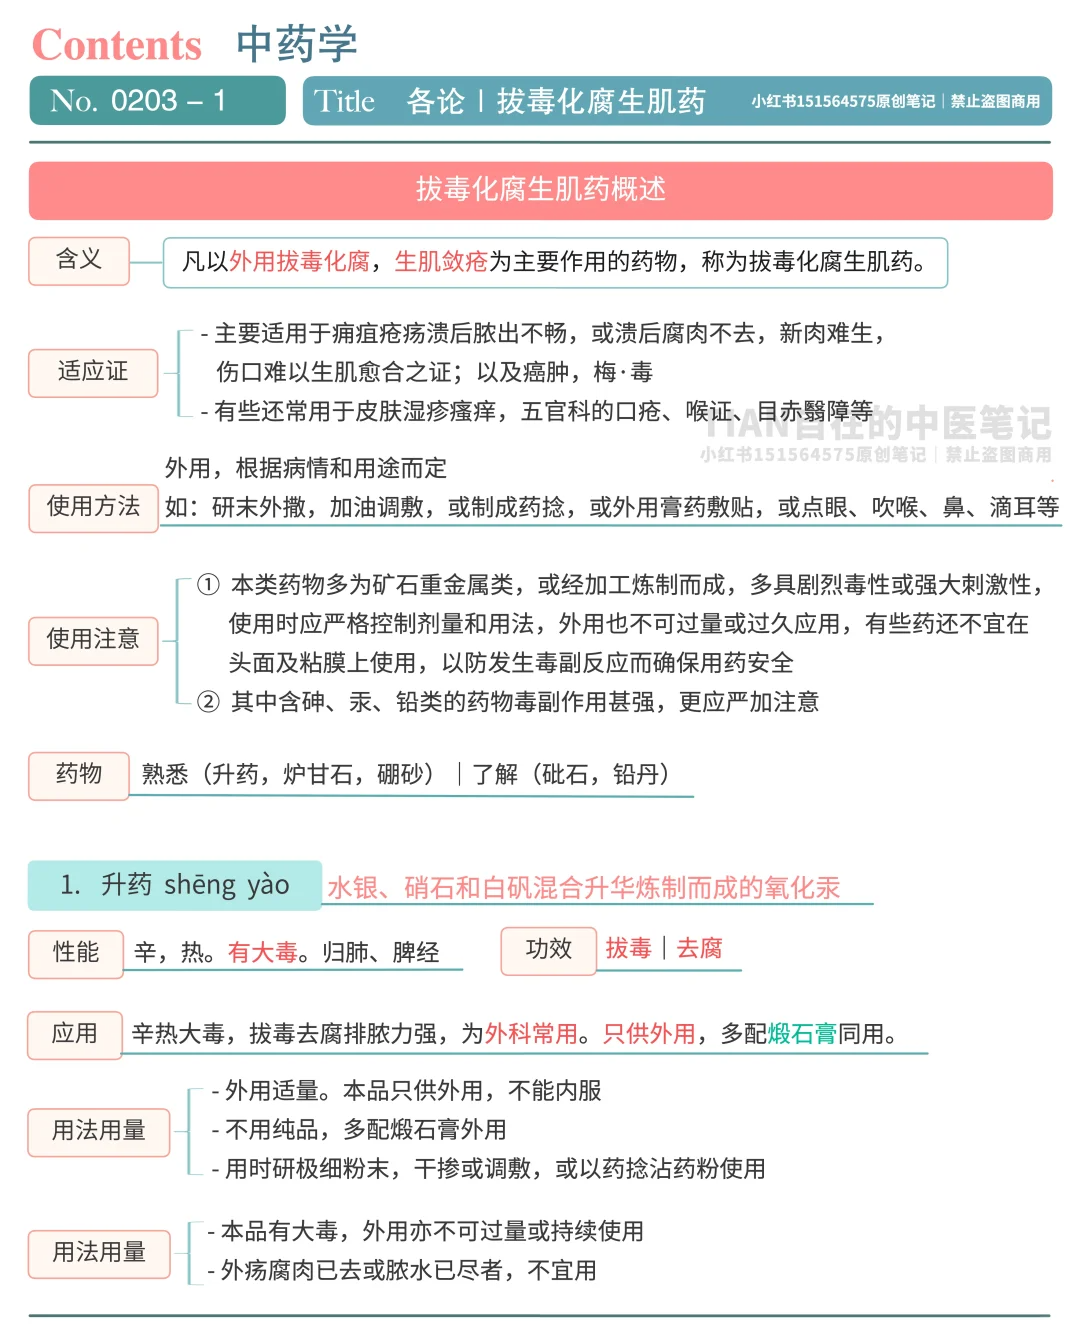 Contents 中药学
No. 0203 – 1
Title 各论 | 拔毒化腐生肌药 小红书151564575原创笔记｜禁止盗图商用
拔毒化腐生肌药概述
含义
凡以外用拔毒化腐，生肌敛疮为主要作用的药物，称为拔毒化腐生肌药。
适应证
- 主要适用于痈疽疮疡溃后脓出不畅，或溃后腐肉不去，新肉难生，
伤口难以生肌愈合之证；以及癌肿，梅·毒
- 有些还常用于皮肤湿疹瘙痒，五官科的口疮、喉证、目赤翳障等
TIAN自在的中医笔记
小红书151564575原创笔记｜禁止盗图商用
使用方法
外用，根据病情和用途而定
如：研末外撒，加油调敷，或制成药捻，或外用膏药敷贴，或点眼、吹喉、鼻、滴耳等
使用注意
① 本类药物多为矿石重金属类，或经加工炼制而成，多具剧烈毒性或强大刺激性，
使用时应严格控制剂量和用法，外用也不可过量或过久应用，有些药还不宜在
头面及粘膜上使用，以防发生毒副反应而确保用药安全
② 其中含砷、汞、铅类的药物毒副作用甚强，更应严加注意
药物
熟悉（升药，炉甘石，硼砂）｜了解（砒石，铅丹）
1. 升药 shēng yào 水银、硝石和白矾混合升华炼制而成的氧化汞
性能 辛，热。有大毒。归肺、脾经
功效 拔毒｜去腐
应用 辛热大毒，拔毒去腐排脓力强，为外科常用。只供外用，多配煅石膏同用。
用法用量
- 外用适量。本品只供外用，不能内服
- 不用纯品，多配煅石膏外用
- 用时研极细粉末，干掺或调敷，或以药捻沾药粉使用
用法用量
- 本品有大毒，外用亦不可过量或持续使用
- 外疡腐肉已去或脓水已尽者，不宜用